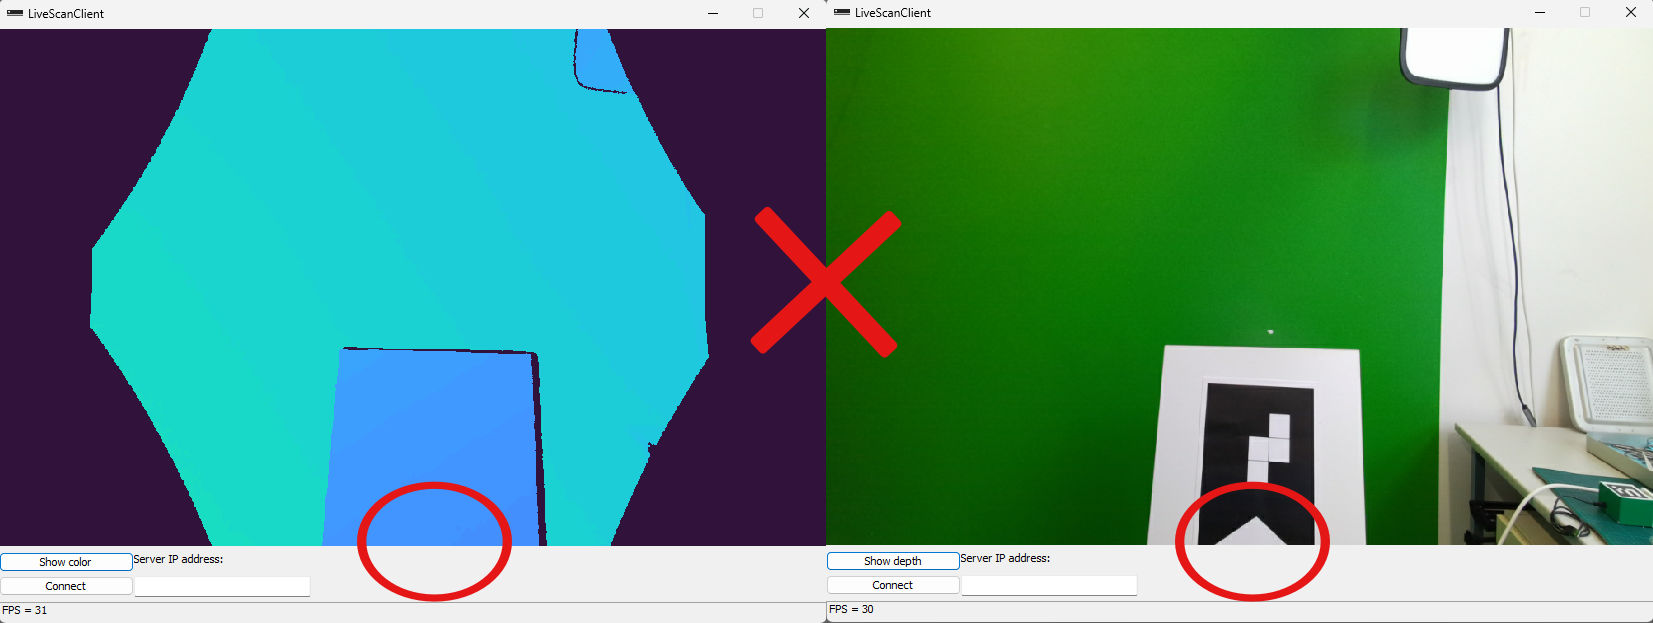 LiveScanClient
Show color
Server IP address:
Connect
FPS = 31
LiveScanClient
Show depth
Server IP address:
Connect
FPS = 30